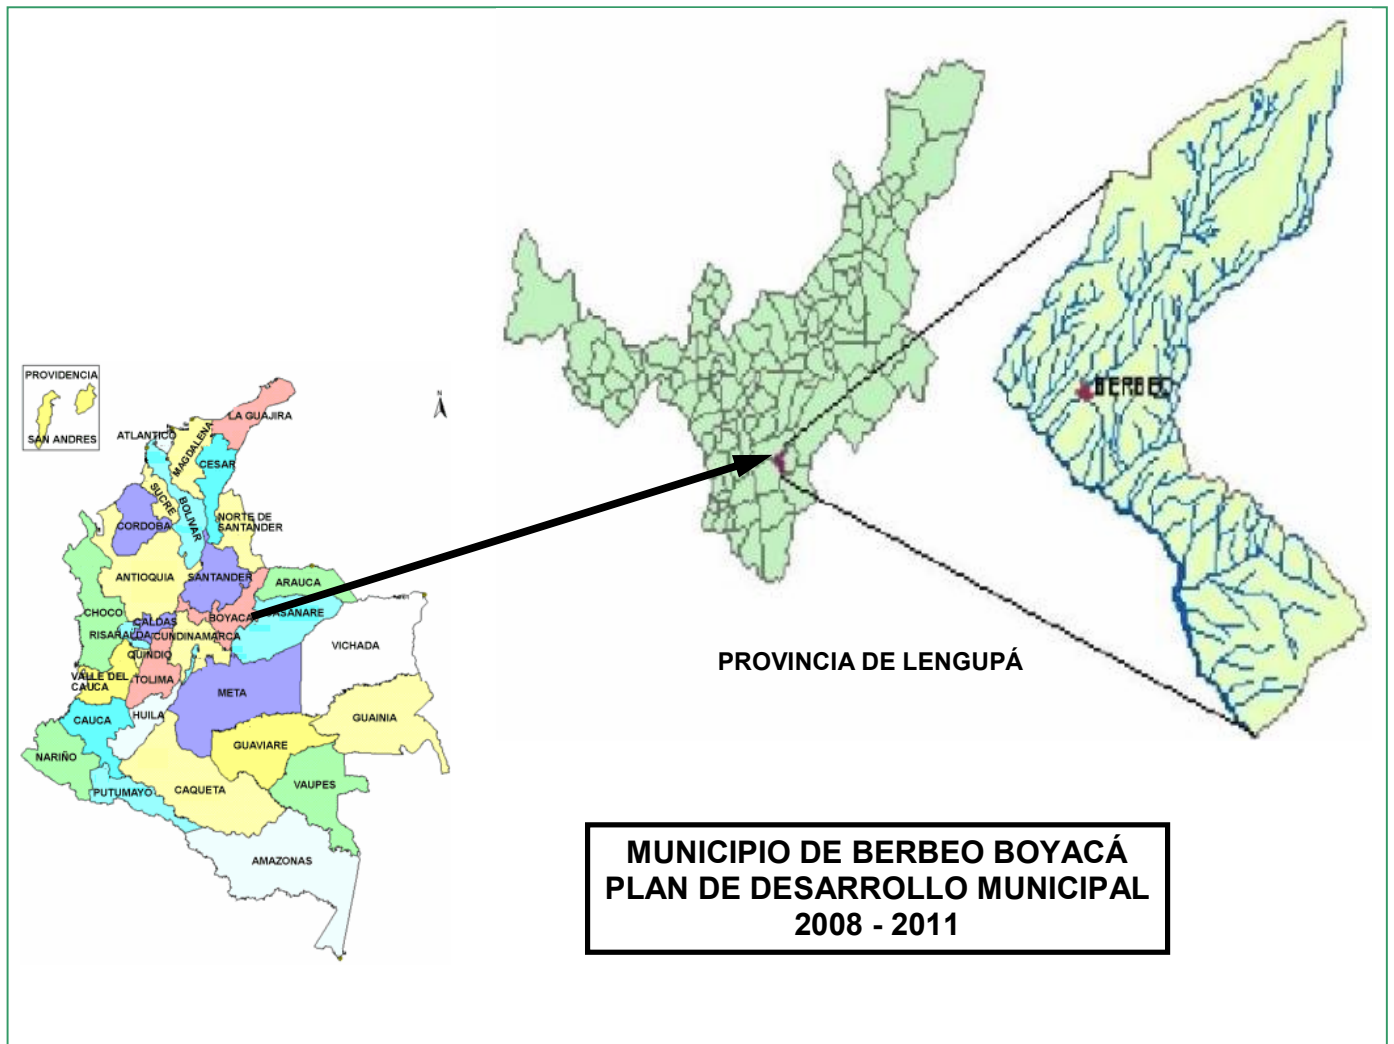 PROVIDENCIA
SAN ANDRES
N
LA GUAJIRA
ATLANTICO
MAGDALENA
CESAR
SUCRE
BOLIVAR
CORDOBA
NORTE DE
SANTANDER
ANTIOQUIA
SANTANDER
ARAUCA
CHOCO
BOYACA
CASANARE
CALDAS
RISARALDA
CUNDINAMARCA
VICHADA
QUINDIO
VALLE DEL
CAUCA
TOLIMA
META
HUILA
CAUCA
GUAINIA
NARIÑO
GUAVIARE
PUTUMAYO
CAQUETA
VAUPES
AMAZONAS
BERBEO
PROVINCIA DE LENGUPÁ
MUNICIPIO DE BERBEO BOYACÁ
PLAN DE DESARROLLO MUNICIPAL
2008 - 2011